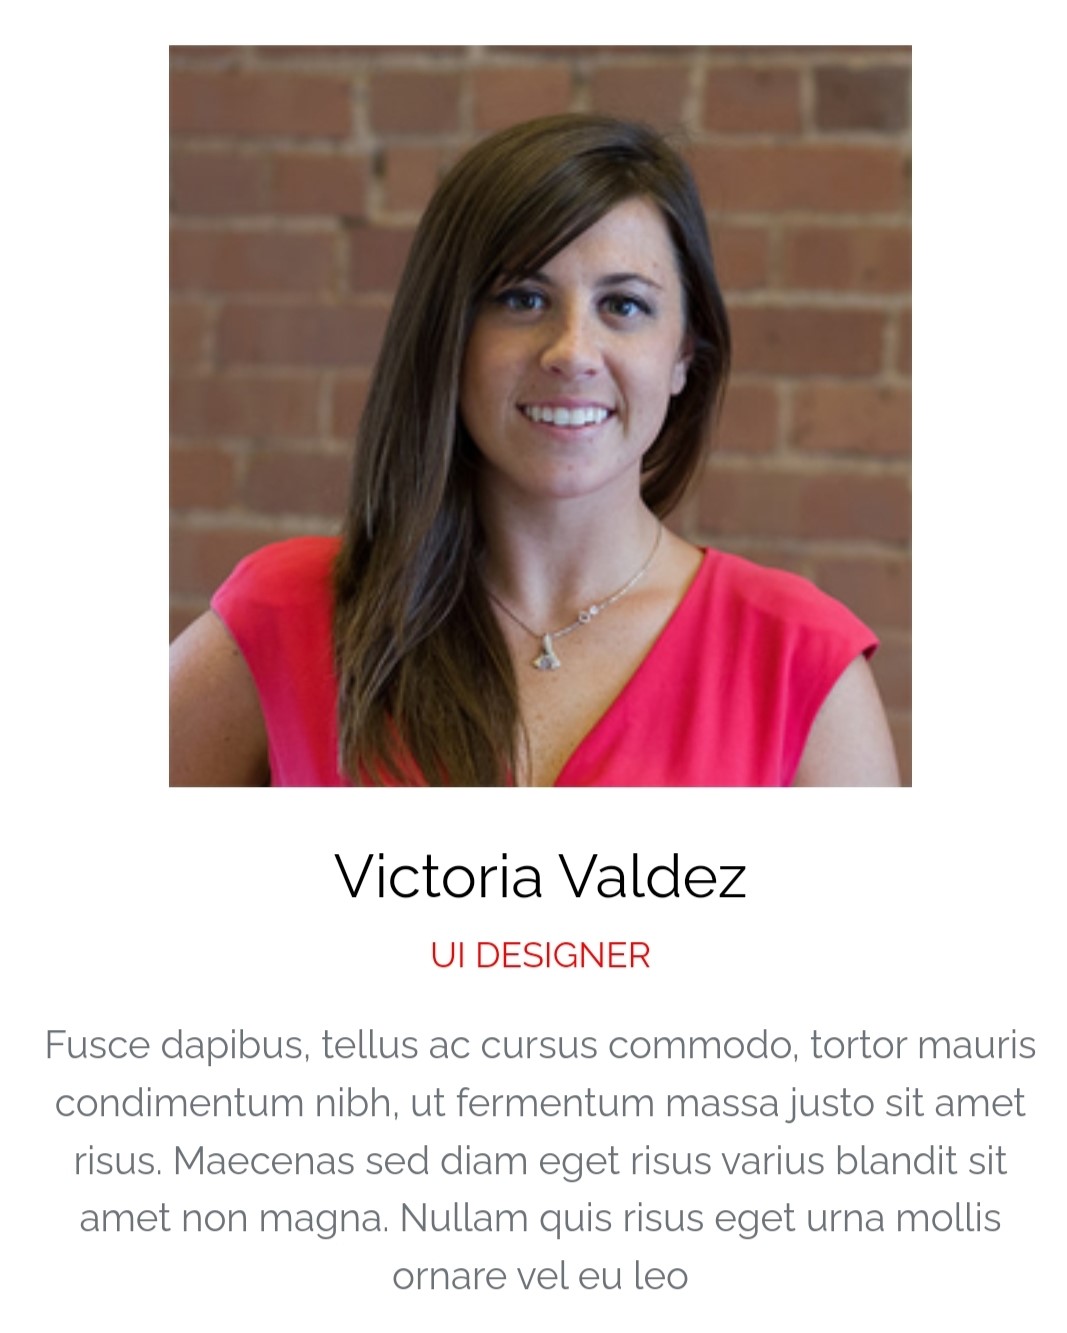 Victoria Valdez
UI DESIGNER
Fusce dapibus, tellus ac cursus commodo, tortor mauris
condimentum nibh, ut fermentum massa justo sit amet
risus. Maecenas sed diam eget risus varius blandit sit
amet non magna. Nullam quis risus eget urna mollis
ornare vel eu leo